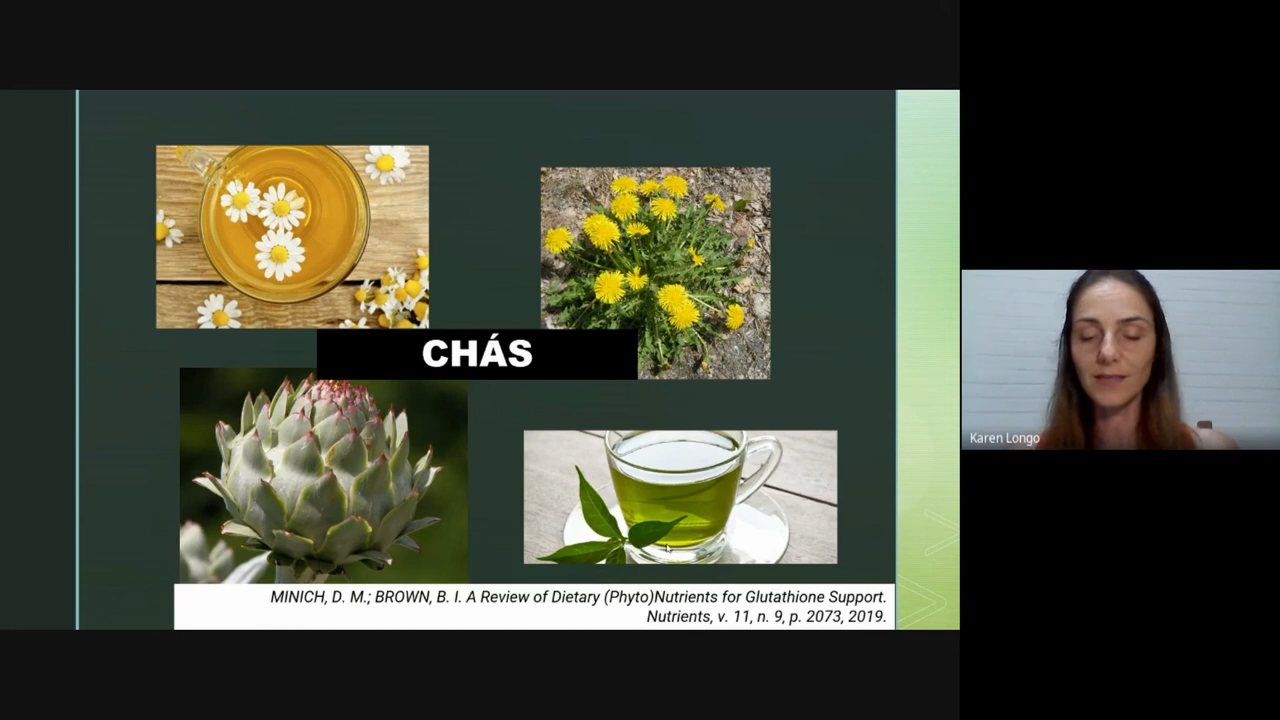 CHÁS
MINICH, D. M.; BROWN, B. I. A Review of Dietary (Phyto)Nutrients for Glutathione Support.
Nutrients, v. 11, n. 9, p. 2073, 2019.
Karen Longo